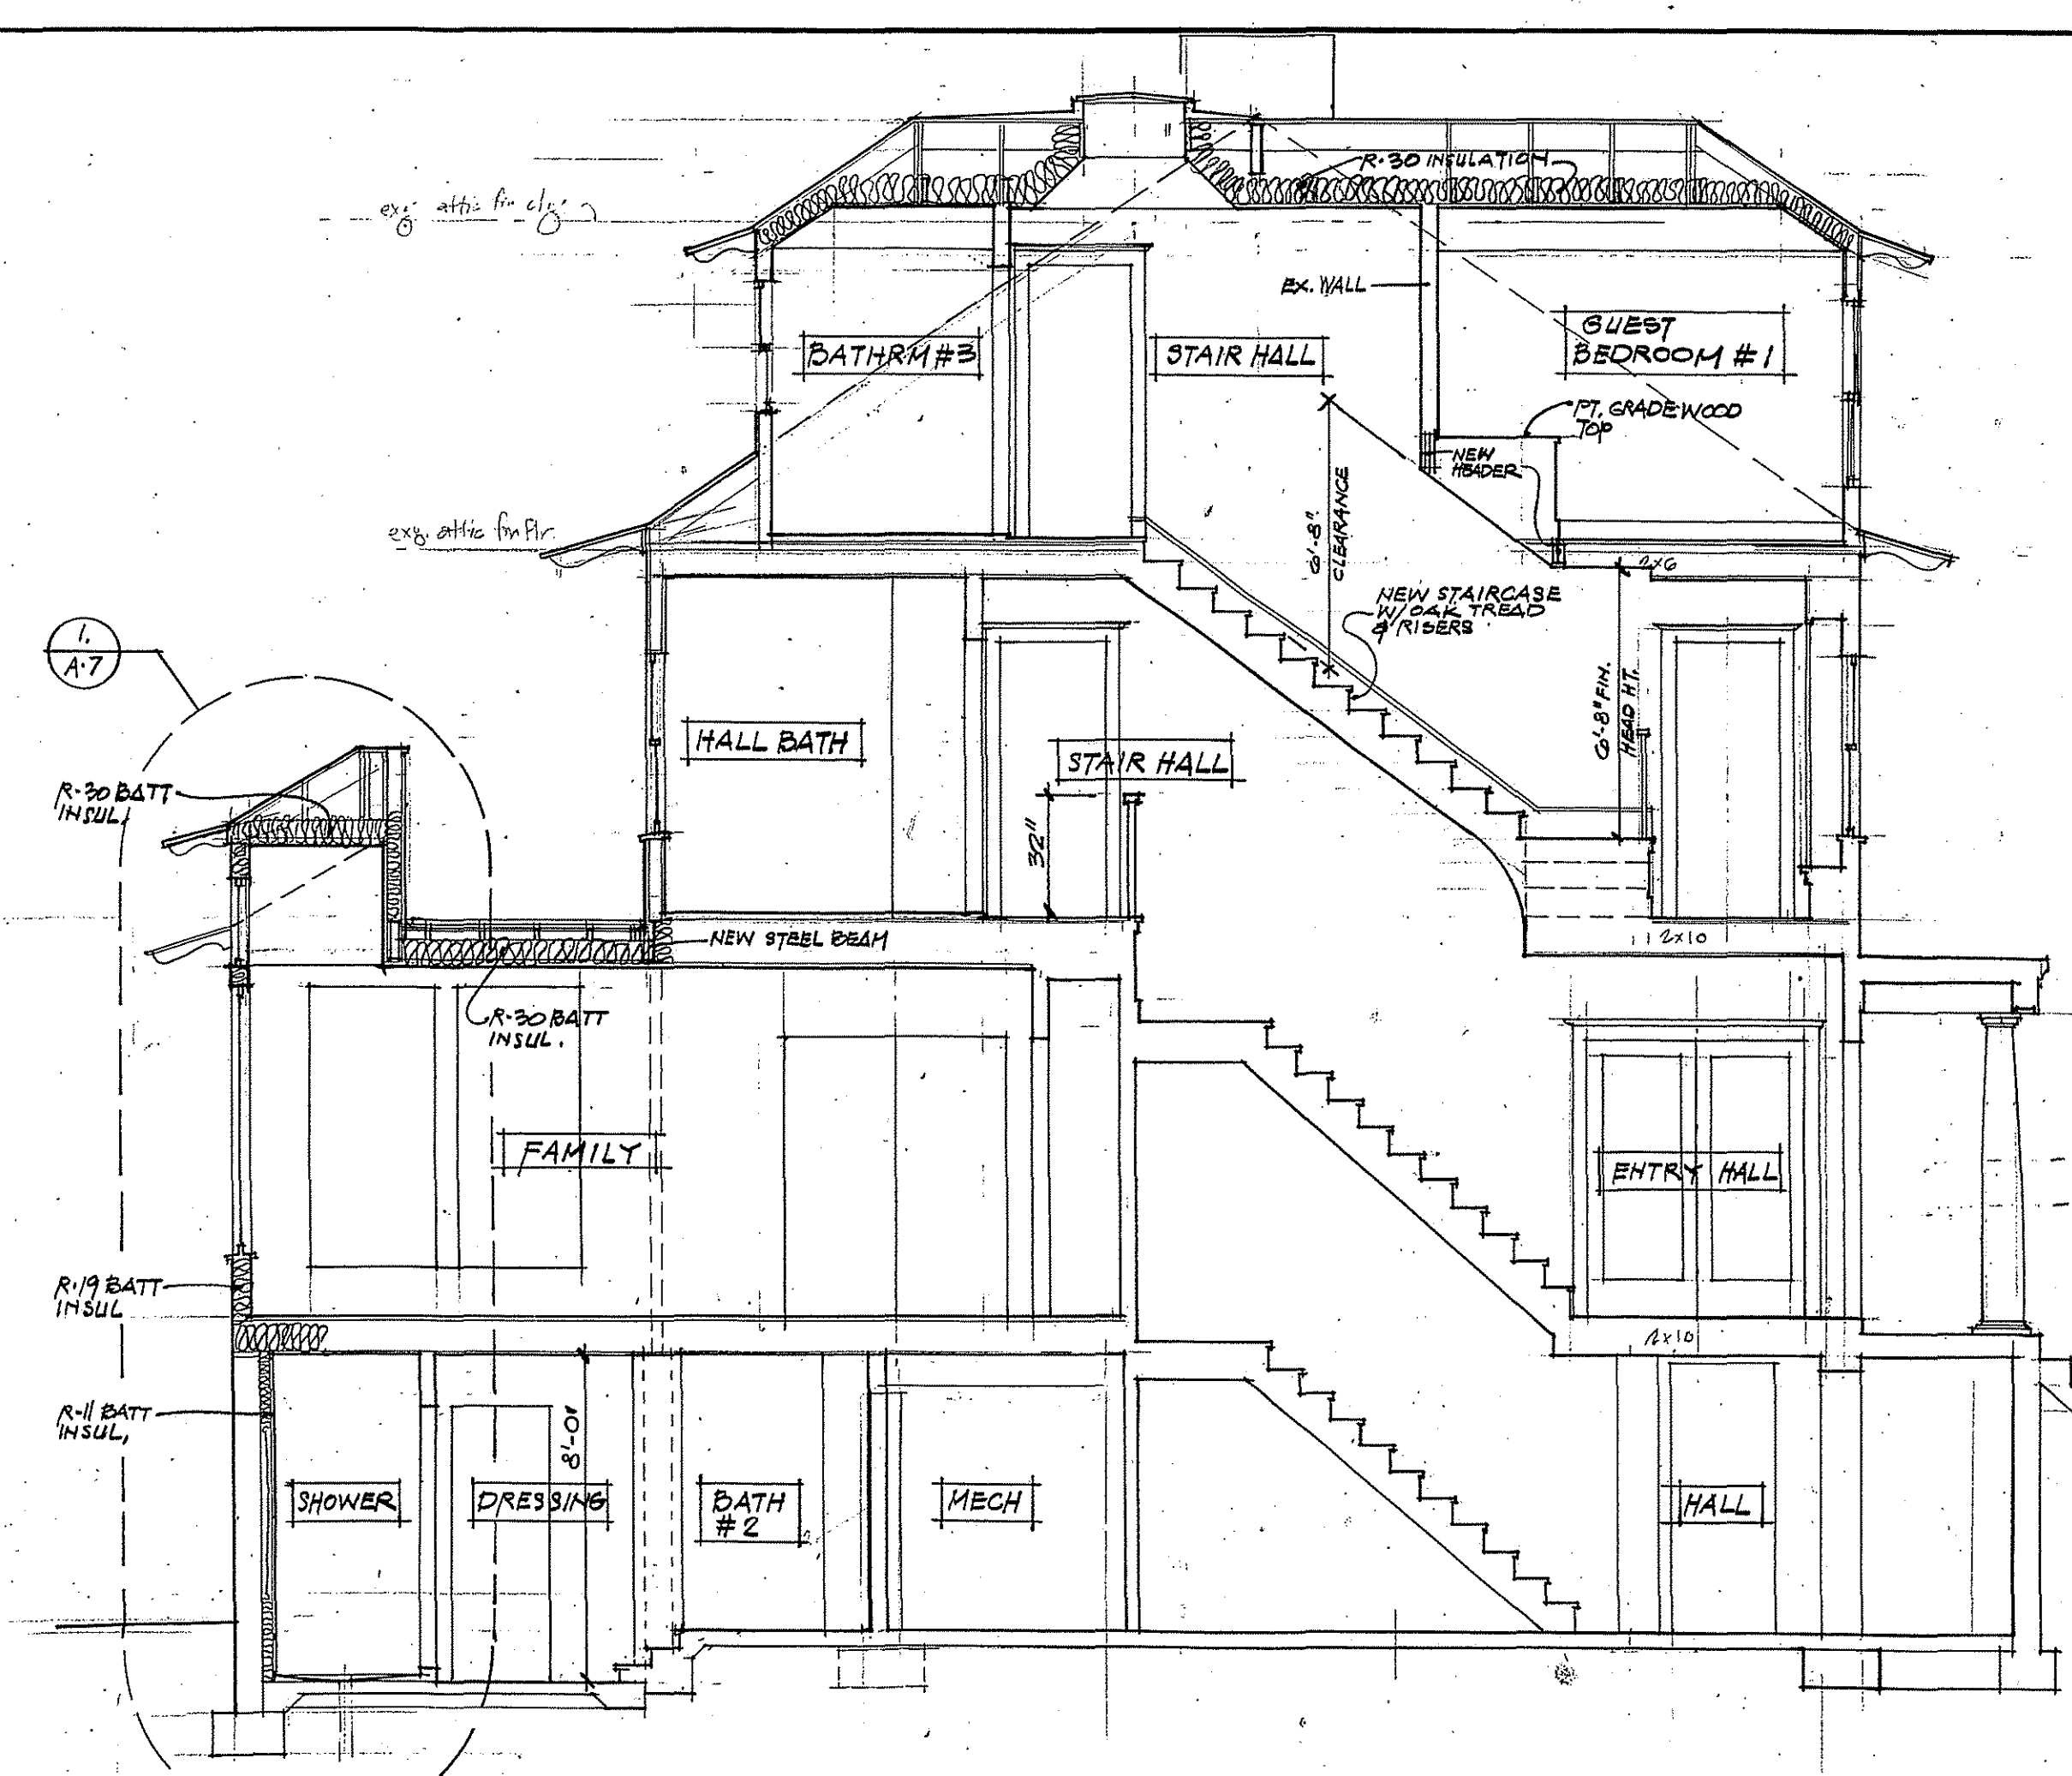 R-30 INSULATION
exg. attic fin clg.
EX. WALL
BATHRM #3
STAIR HALL
GUEST
BEDROOM #1
PT. GRADE WOOD
TOP
NEW
HEADER
6'-8"
CLEARANCE
exg. attic fin flr.
2x6
NEW STAIRCASE
W/ OAK TREAD
& RISERS
1.
A.7
6'-8" FIN.
HEAD HT.
HALL BATH
STAIR HALL
R-30 BATT
INSUL.
32"
NEW STEEL BEAM
2x10
R-30 BATT
INSUL.
FAMILY
ENTRY HALL
R-19 BATT
INSUL
2x10
R-11 BATT
INSUL,
8'-0"
SHOWER
DRESSING
BATH
#2
MECH
HALL